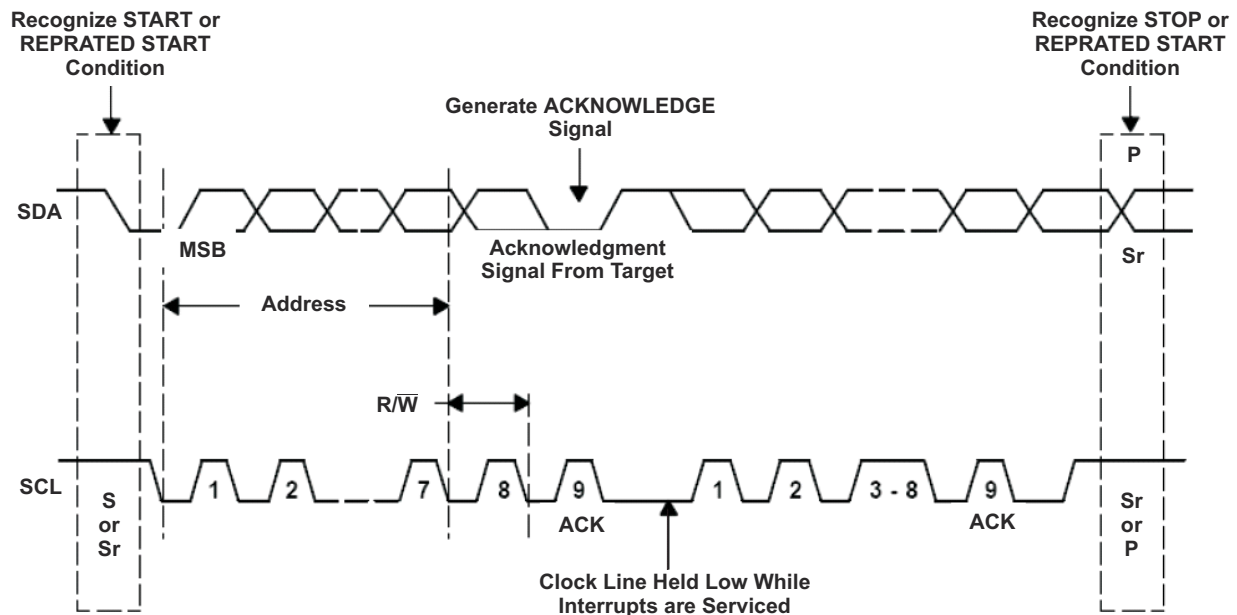 Recognize START or
REPRATED START
Condition
Recognize STOP or
REPRATED START
Condition
Generate ACKNOWLEDGE
Signal
P
SDA
MSB
Acknowledgment
Signal From Target
Sr
Address
R/W̅
SCL
1
2
7
8
9
1
2
3 - 8
9
S
or
Sr
ACK
ACK
Sr
or
P
Clock Line Held Low While
Interrupts are Serviced